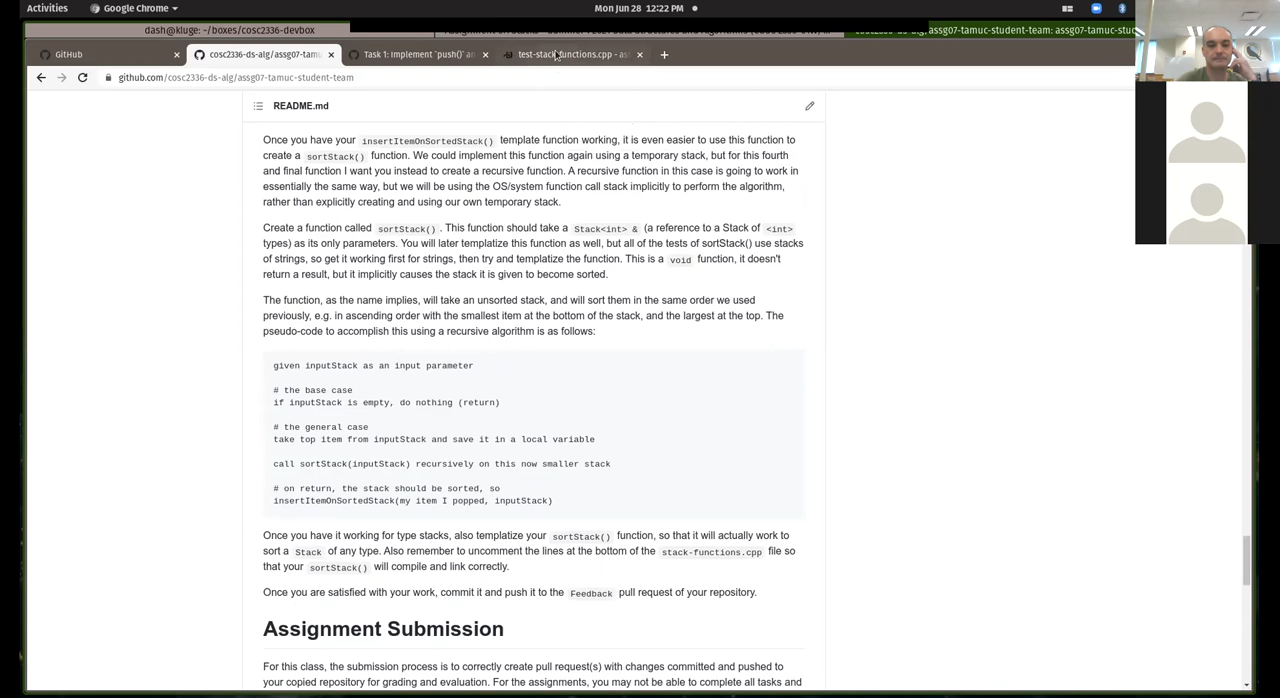 Activities
Google Chrome
Mon Jun 28 12:22 PM
dash@kluge: ~/boxes/cosc2336-devbox
cosc2336-ds-alg/assg07-tamuc-student-team: assg07-tamuc-stu
GitHub
cosc2336-ds-alg/assg07-tamu
Task 1: Implement `push()` a
test-stack-functions.cpp - as
github.com/cosc2336-ds-alg/assg07-tamuc-student-team
README.md
Once you have your insertItemOnSortedStack() template function working, it is even easier to use this function to
create a sortStack() function. We could implement this function again using a temporary stack, but for this fourth
and final function I want you instead to create a recursive function. A recursive function in this case is going to work in
essentially the same way, but we will be using the OS/system function call stack implicitly to perform the algorithm,
rather than explicitly creating and using our own temporary stack.
Create a function called sortStack(). This function should take a Stack<int> & (a reference to a Stack of <int>
types) as its only parameters. You will later templatize this function as well, but all of the tests of sortStack() use stacks
of strings, so get it working first for strings, then try and templatize the function. This is a void function, it doesn't
return a result, but it implicitly causes the stack it is given to become sorted.
The function, as the name implies, will take an unsorted stack, and will sort them in the same order we used
previously, e.g. in ascending order with the smallest item at the bottom of the stack, and the largest at the top. The
pseudo-code to accomplish this using a recursive algorithm is as follows:
given inputStack as an input parameter
# the base case
if inputStack is empty, do nothing (return)
# the general case
take top item from inputStack and save it in a local variable
call sortStack(inputStack) recursively on this now smaller stack
# on return, the stack should be sorted, so
insertItemOnSortedStack(my item I popped, inputStack)
Once you have it working for type stacks, also templatize your sortStack() function, so that it will actually work to
sort a Stack of any type. Also remember to uncomment the lines at the bottom of the stack-functions.cpp file so
that your sortStack() will compile and link correctly.
Once you are satisfied with your work, commit it and push it to the Feedback pull request of your repository.
Assignment Submission
For this class, the submission process is to correctly create pull request(s) with changes committed and pushed to
your copied repository for grading and evaluation. For the assignments, you may not be able to complete all tasks and